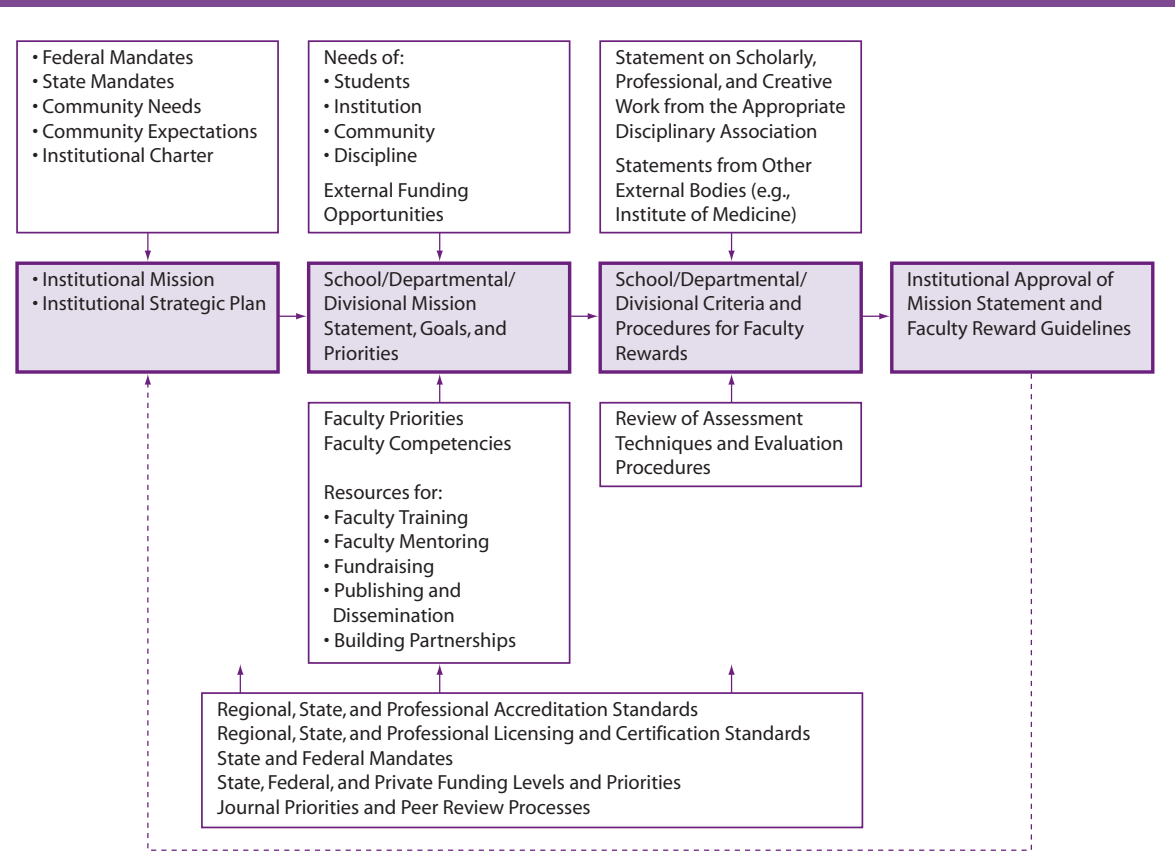 • Federal Mandates
• State Mandates
• Community Needs
• Community Expectations
• Institutional Charter
Needs of:
• Students
• Institution
• Community
• Discipline
External Funding
Opportunities
Statement on Scholarly,
Professional, and Creative
Work from the Appropriate
Disciplinary Association
Statements from Other
External Bodies (e.g.,
Institute of Medicine)
• Institutional Mission
• Institutional Strategic Plan
School/Departmental/
Divisional Mission
Statement, Goals, and
Priorities
School/Departmental/
Divisional Criteria and
Procedures for Faculty
Rewards
Institutional Approval of
Mission Statement and
Faculty Reward Guidelines
Faculty Priorities
Faculty Competencies
Resources for:
• Faculty Training
• Faculty Mentoring
• Fundraising
• Publishing and
Dissemination
• Building Partnerships
Review of Assessment
Techniques and Evaluation
Procedures
Regional, State, and Professional Accreditation Standards
Regional, State, and Professional Licensing and Certification Standards
State and Federal Mandates
State, Federal, and Private Funding Levels and Priorities
Journal Priorities and Peer Review Processes